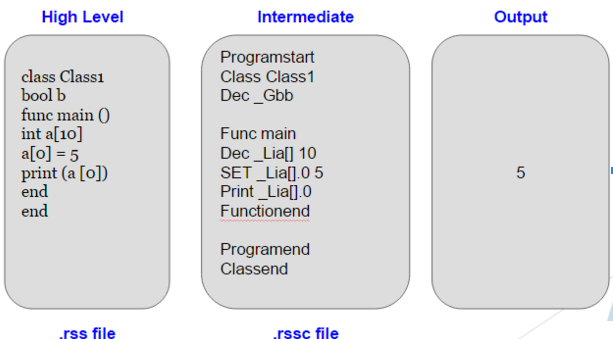 High Level
class Class1
bool b
func main ()
int a[10]
a[0] = 5
print (a [0])
end
end
.rss file
Intermediate
Programstart
Class Class1
Dec _Gbb
Func main
Dec _Lia[] 10
SET _Lia[].0 5
Print _Lia[].0
Functionend
Programend
Classend
.rssc file
Output
5